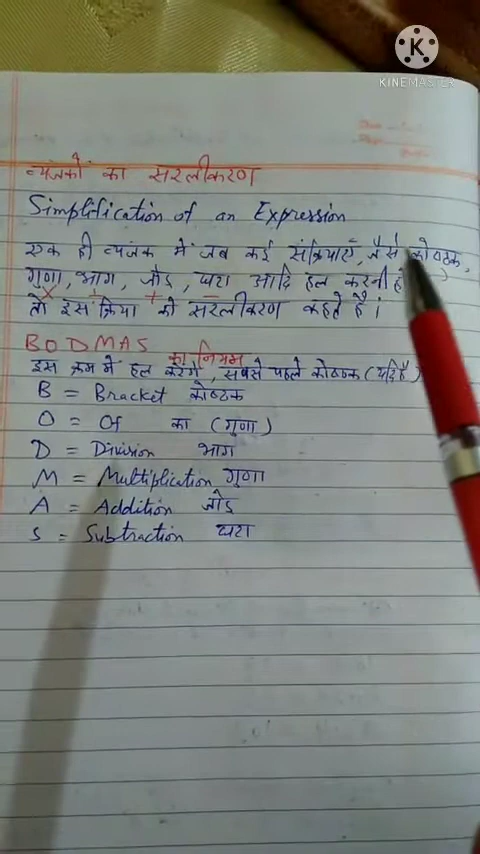 KINEMASTER
व्यंजकों का सरलीकरण
Simplification of an Expression
एक ही व्यंजक में जब कई संक्रियाएँ, जैसे कोष्ठक,
गुणा, भाग, जोड़, घटा आदि हल करनी हो
× ÷ + −
तो इस क्रिया को सरलीकरण कहते हैं।
BODMAS का नियम
इस क्रम में हल करेंगे, सबसे पहले कोष्ठक (यदि है)
B = Bracket कोष्ठक
O = Of का (गुणा)
D = Division भाग
M = Multiplication गुणा
A = Addition जोड़
S = Subtraction घटा